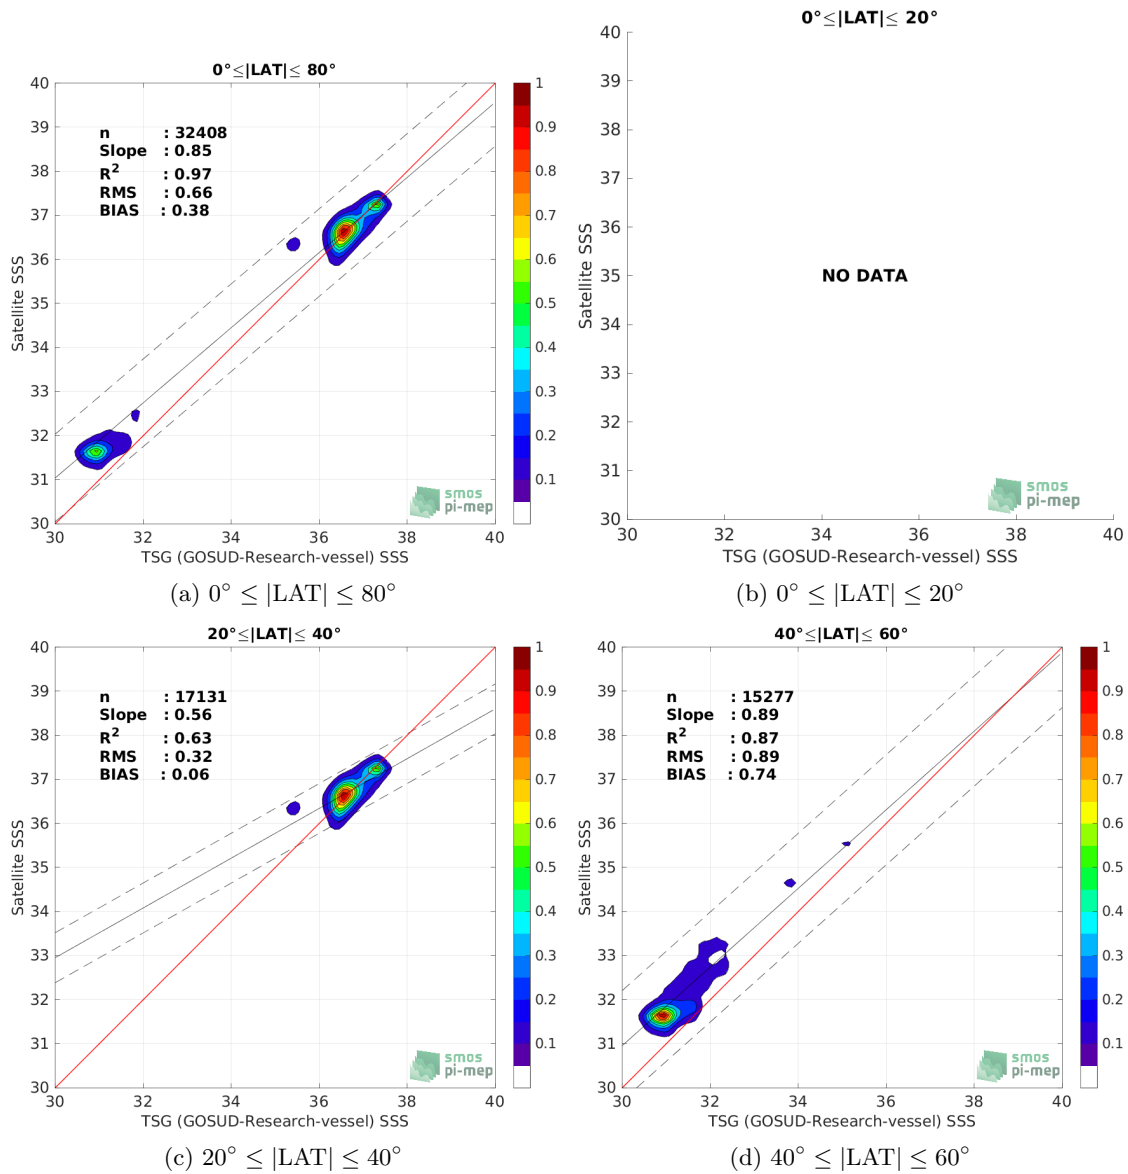 0°≤|LAT|≤ 80°
40
39
38
37
36
35
34
33
32
31
30
Satellite SSS
n : 32408
Slope : 0.85
R² : 0.97
RMS : 0.66
BIAS : 0.38
smos
pi-mep
30 32 34 36 38 40
TSG (GOSUD-Research-vessel) SSS
1
0.9
0.8
0.7
0.6
0.5
0.4
0.3
0.2
0.1
(a) 0° ≤ |LAT| ≤ 80°
0°≤|LAT|≤ 20°
40
39
38
37
36
35
34
33
32
31
30
Satellite SSS
NO DATA
smos
pi-mep
30 32 34 36 38 40
TSG (GOSUD-Research-vessel) SSS
(b) 0° ≤ |LAT| ≤ 20°
20°≤|LAT|≤ 40°
40
39
38
37
36
35
34
33
32
31
30
Satellite SSS
n : 17131
Slope : 0.56
R² : 0.63
RMS : 0.32
BIAS : 0.06
smos
pi-mep
30 32 34 36 38 40
TSG (GOSUD-Research-vessel) SSS
1
0.9
0.8
0.7
0.6
0.5
0.4
0.3
0.2
0.1
(c) 20° ≤ |LAT| ≤ 40°
40°≤|LAT|≤ 60°
40
39
38
37
36
35
34
33
32
31
30
Satellite SSS
n : 15277
Slope : 0.89
R² : 0.87
RMS : 0.89
BIAS : 0.74
smos
pi-mep
30 32 34 36 38 40
TSG (GOSUD-Research-vessel) SSS
1
0.9
0.8
0.7
0.6
0.5
0.4
0.3
0.2
0.1
(d) 40° ≤ |LAT| ≤ 60°